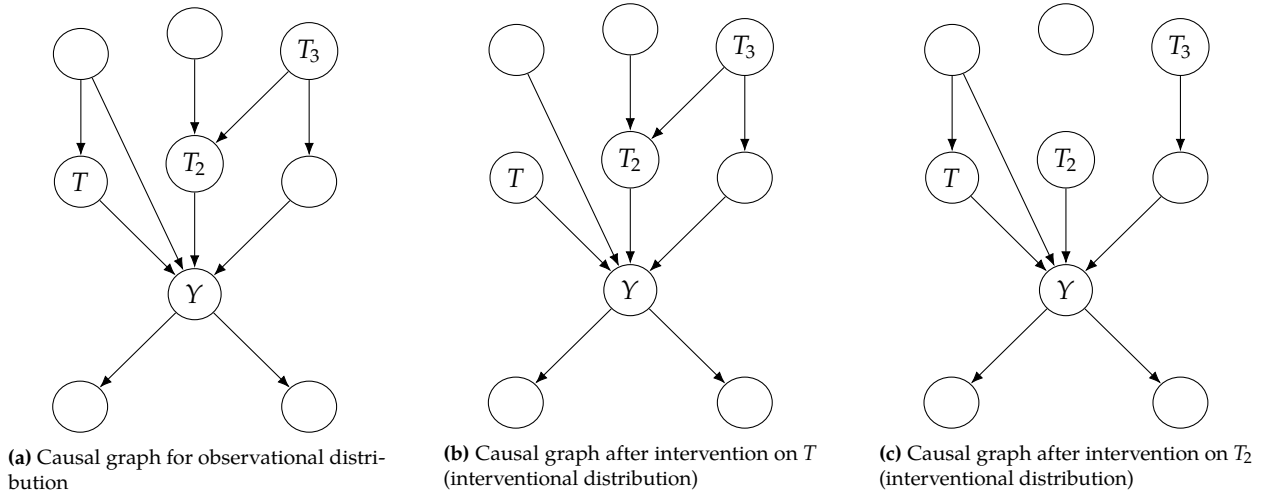 T₃
T
T₂
Y
(a) Causal graph for observational distri-
bution
T₃
T
T₂
Y
(b) Causal graph after intervention on T
(interventional distribution)
T₃
T
T₂
Y
(c) Causal graph after intervention on T₂
(interventional distribution)